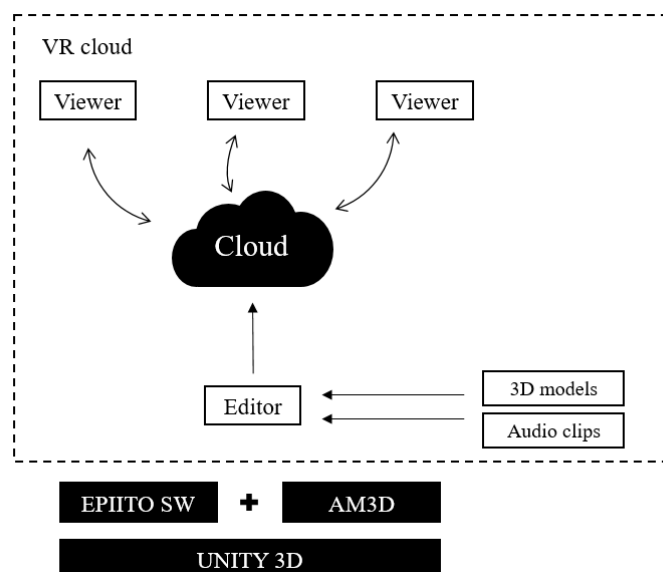 VR cloud
Viewer
Viewer
Viewer
Cloud
Editor
3D models
Audio clips
EPIITO SW
+
AM3D
UNITY 3D